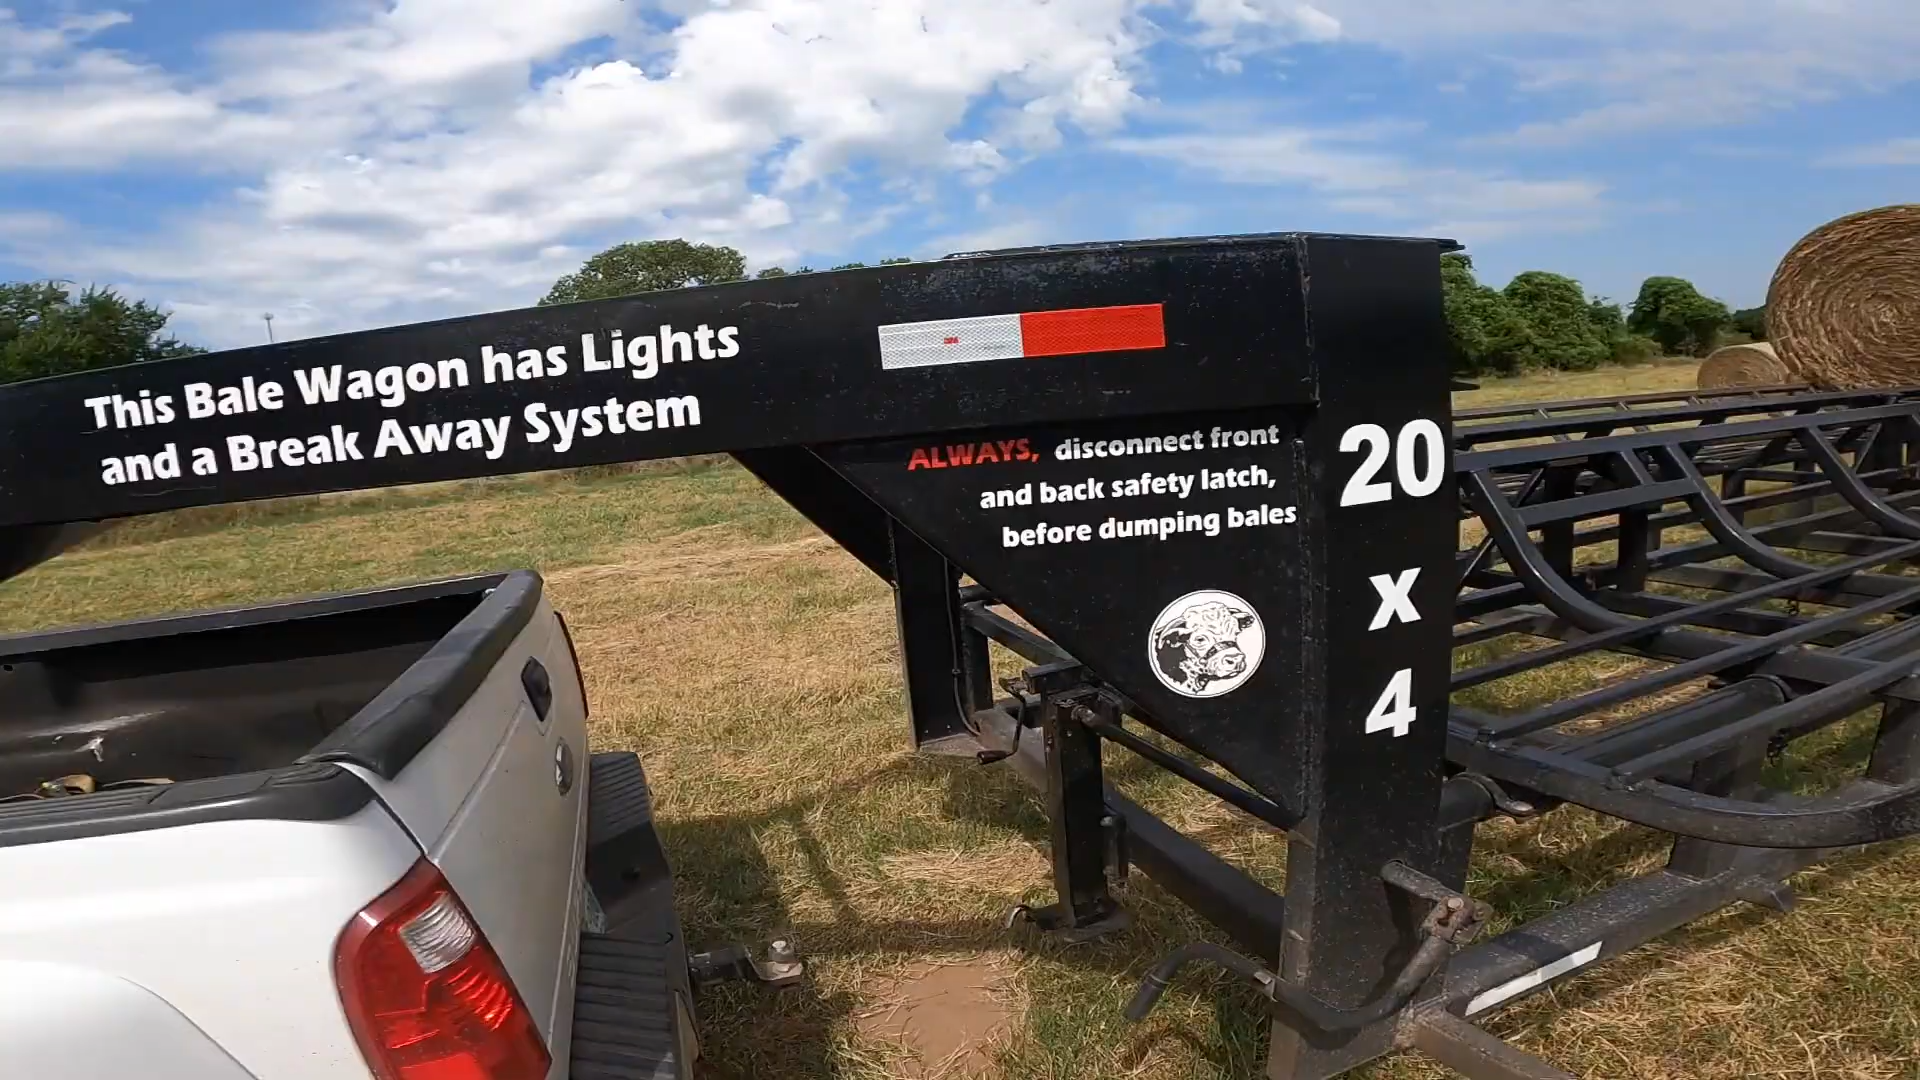 This Bale Wagon has Lights
and a Break Away System
3M
ALWAYS, disconnect front
and back safety latch,
before dumping bales
20
x
4